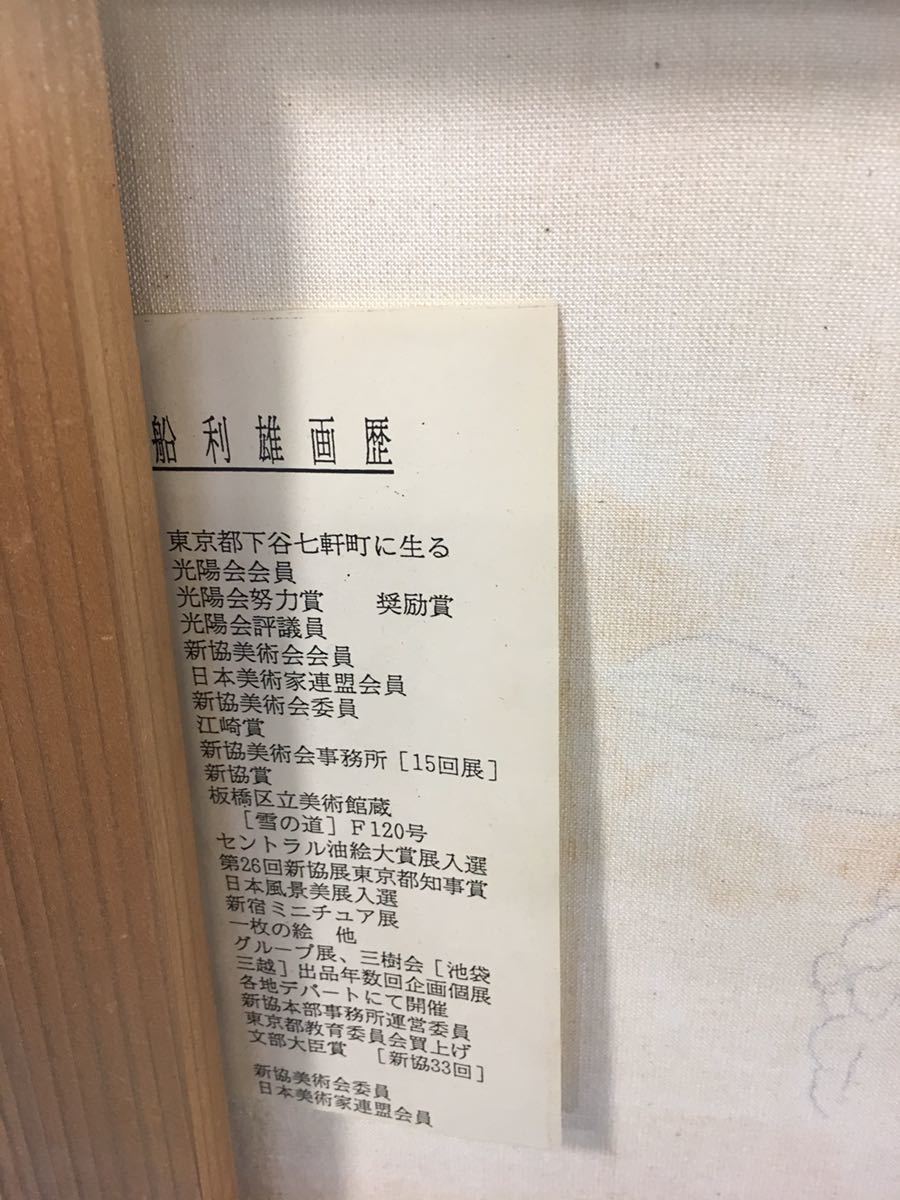 船利雄画歴
東京都下谷七軒町に生る
光陽会会員
光陽会努力賞　奨励賞
光陽会評議員
新協美術会会員
日本美術家連盟会員
新協美術会委員
江崎賞
新協美術会事務所［15回展］
新協賞
板橋区立美術館蔵
［雪の道］F120号
セントラル油絵大賞展入選
第26回新協展東京都知事賞
日本風景美展入選
新宿ミニチュア展
一枚の絵　他
グループ展、三樹会［池袋
三越］出品年数回企画個展
各地デパートにて開催
新協本部事務所運営委員
東京都教育委員会買上げ
文部大臣賞　［新協33回］
新協美術会委員
日本美術家連盟会員